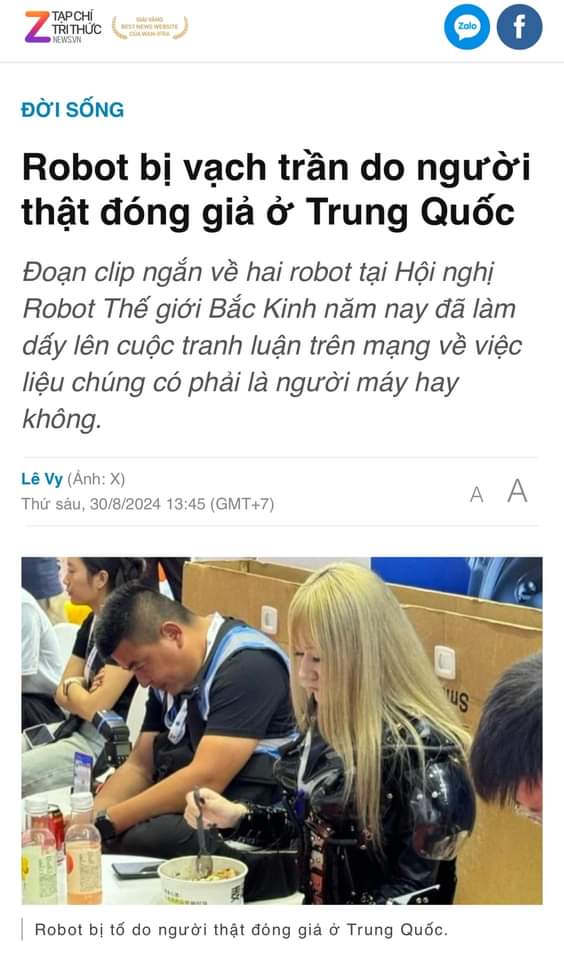 Z TẠP CHÍ
TRI THỨC
NEWS.VN
GIẢI VÀNG
BEST NEWS WEBSITE
CỦA WAN-IFRA
Zalo
f
ĐỜI SỐNG
Robot bị vạch trần do người
thật đóng giả ở Trung Quốc
Đoạn clip ngắn về hai robot tại Hội nghị
Robot Thế giới Bắc Kinh năm nay đã làm
dấy lên cuộc tranh luận trên mạng về việc
liệu chúng có phải là người máy hay
không.
Lê Vy (Ảnh: X)
Thứ sáu, 30/8/2024 13:45 (GMT+7)
A A
Robot bị tố do người thật đóng giả ở Trung Quốc.